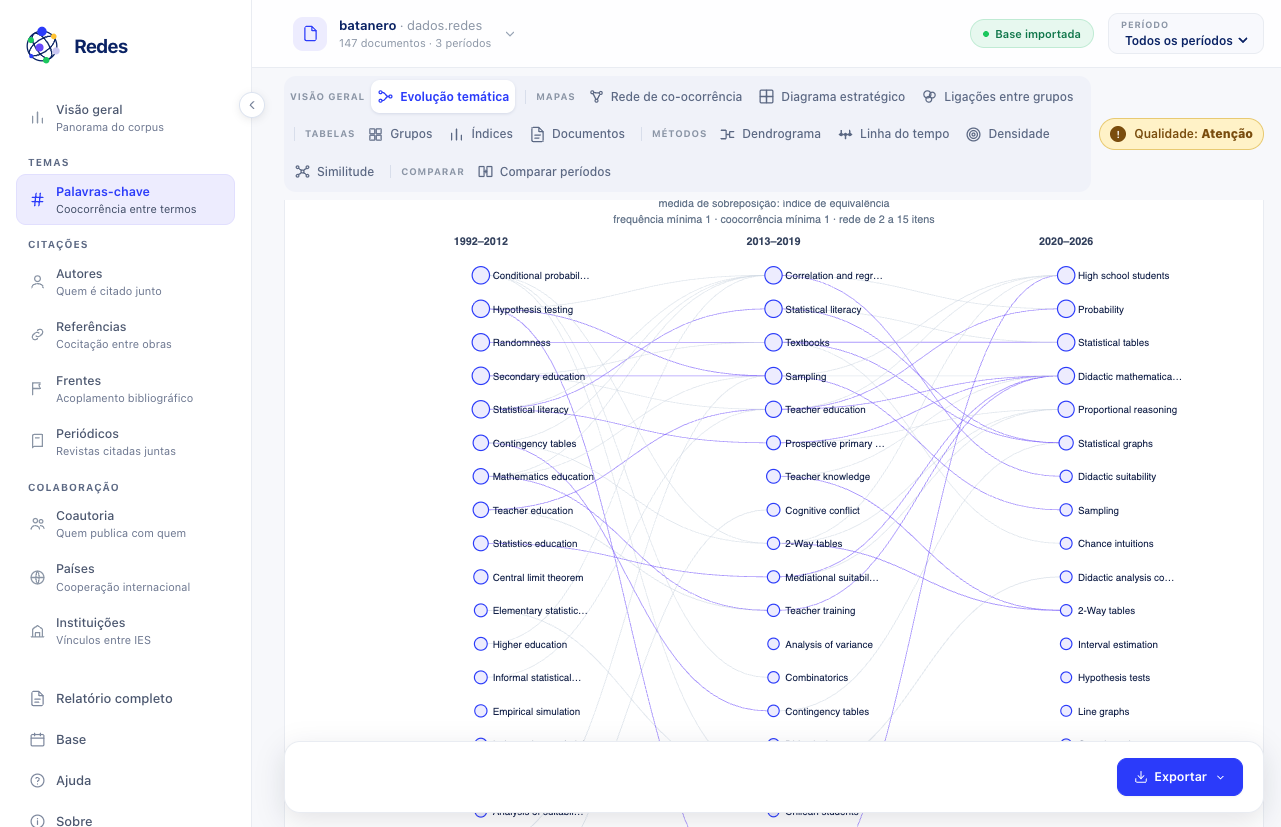 Redes
Visão geral
Panorama do corpus
TEMAS
Palavras-chave
Coocorrência entre termos
CITAÇÕES
Autores
Quem é citado junto
Referências
Cocitação entre obras
Frentes
Acoplamento bibliográfico
Periódicos
Revistas citadas juntas
COLABORAÇÃO
Coautoria
Quem publica com quem
Países
Cooperação internacional
Instituições
Vínculos entre IES
Relatório completo
Base
Ajuda
Sobre
batanero · dados.redes
147 documentos · 3 períodos
Base importada
PERÍODO
Todos os períodos
VISÃO GERAL Evolução temática MAPAS Rede de co-ocorrência Diagrama estratégico Ligações entre grupos
TABELAS Grupos Índices Documentos MÉTODOS Dendrograma Linha do tempo Densidade
Similitude COMPARAR Comparar períodos
! Qualidade: Atenção
medida de sobreposição: índice de equivalência
frequência mínima 1 · coocorrência mínima 1 · rede de 2 a 15 itens
1992–2012
Conditional probabil…
Hypothesis testing
Randomness
Secondary education
Statistical literacy
Contingency tables
Mathematics education
Teacher education
Statistics education
Central limit theorem
Elementary statistic…
Higher education
Informal statistical…
Empirical simulation
2013–2019
Correlation and regr…
Statistical literacy
Textbooks
Sampling
Teacher education
Prospective primary …
Teacher knowledge
Cognitive conflict
2-Way tables
Mediational suitabil…
Teacher training
Analysis of variance
Combinatorics
Contingency tables
2020–2026
High school students
Probability
Statistical tables
Didactic mathematica…
Proportional reasoning
Statistical graphs
Didactic suitability
Sampling
Chance intuitions
Didactic analysis co…
2-Way tables
Interval estimation
Hypothesis tests
Line graphs
Exportar